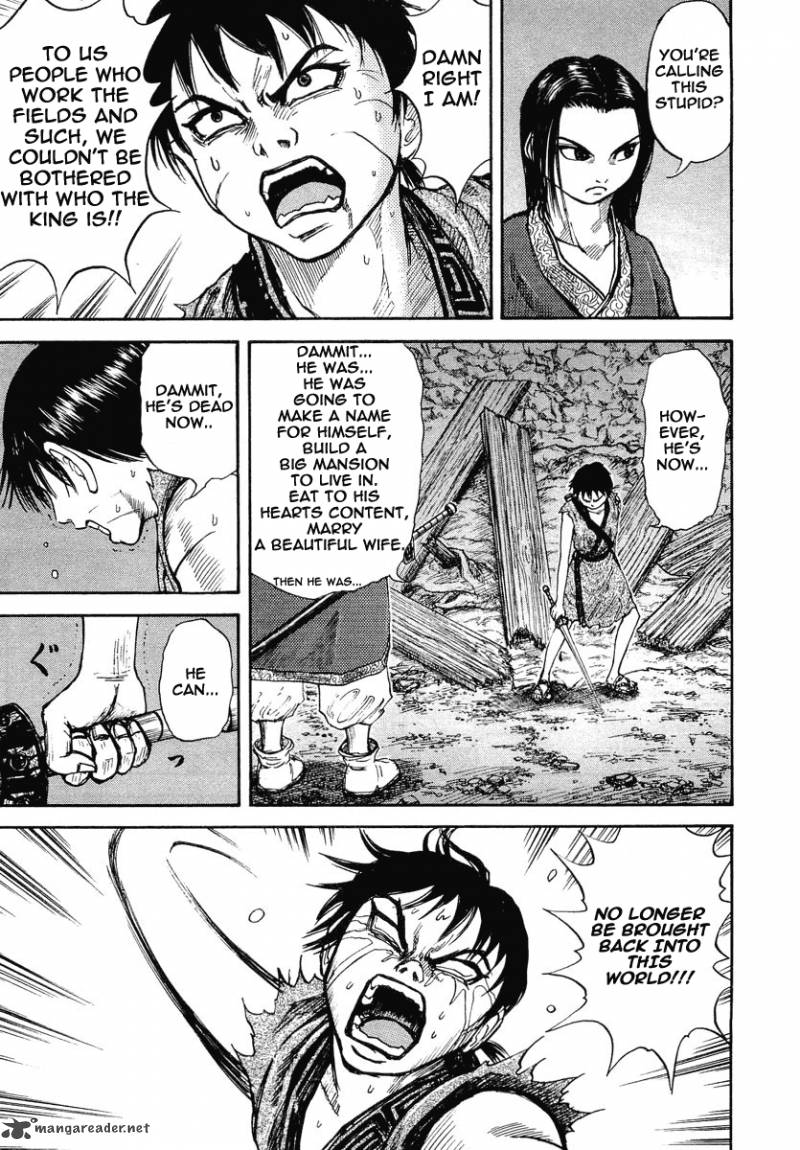 YOU'RE
CALLING
THIS
STUPID?
DAMN
RIGHT
I AM!
TO US
PEOPLE WHO
WORK THE
FIELDS AND
SUCH, WE
COULDN'T BE
BOTHERED
WITH WHO THE
KING IS!!
HOW-
EVER,
HE'S
NOW...
DAMMIT...
HE WAS...
HE WAS
GOING TO
MAKE A NAME
FOR HIMSELF,
BUILD A
BIG MANSION
TO LIVE IN.
EAT TO HIS
HEARTS CONTENT,
MARRY
A BEAUTIFUL WIFE..
THEN HE WAS...
DAMMIT,
HE'S DEAD
NOW..
HE
CAN...
ぐ
っ
NO LONGER
BE BROUGHT
BACK INTO
THIS
WORLD!!!
mangareader.net